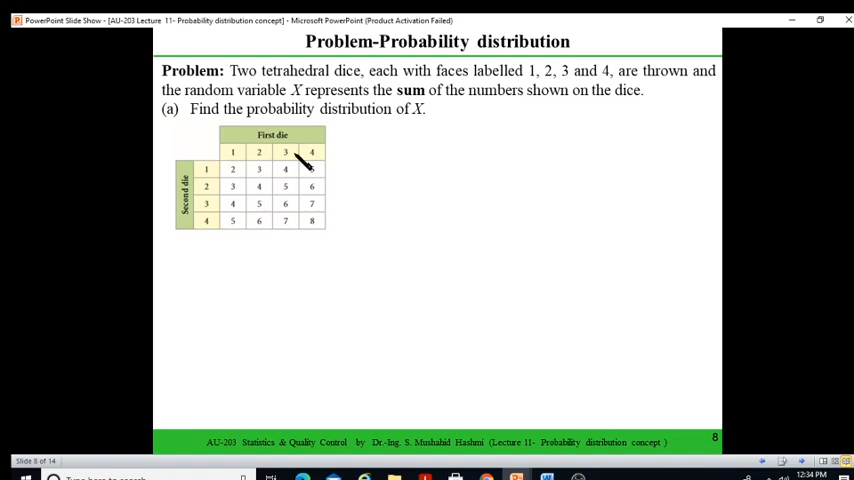 PowerPoint Slide Show - [AU-203 Lecture 11- Probability distribution concept] - Microsoft PowerPoint (Product Activation Failed)
Problem-Probability distribution
Problem: Two tetrahedral dice, each with faces labelled 1, 2, 3 and 4, are thrown and
the random variable X represents the sum of the numbers shown on the dice.
(a) Find the probability distribution of X.
First die
1 2 3 4
Second die
1 2 3 4
2 3 4 5 6
3 4 5 6 7
4 5 6 7 8
AU-203 Statistics & Quality Control by Dr.-Ing. S. Mushahid Hashmi (Lecture 11- Probability distribution concept )
8
Slide 8 of 14
12:34 PM